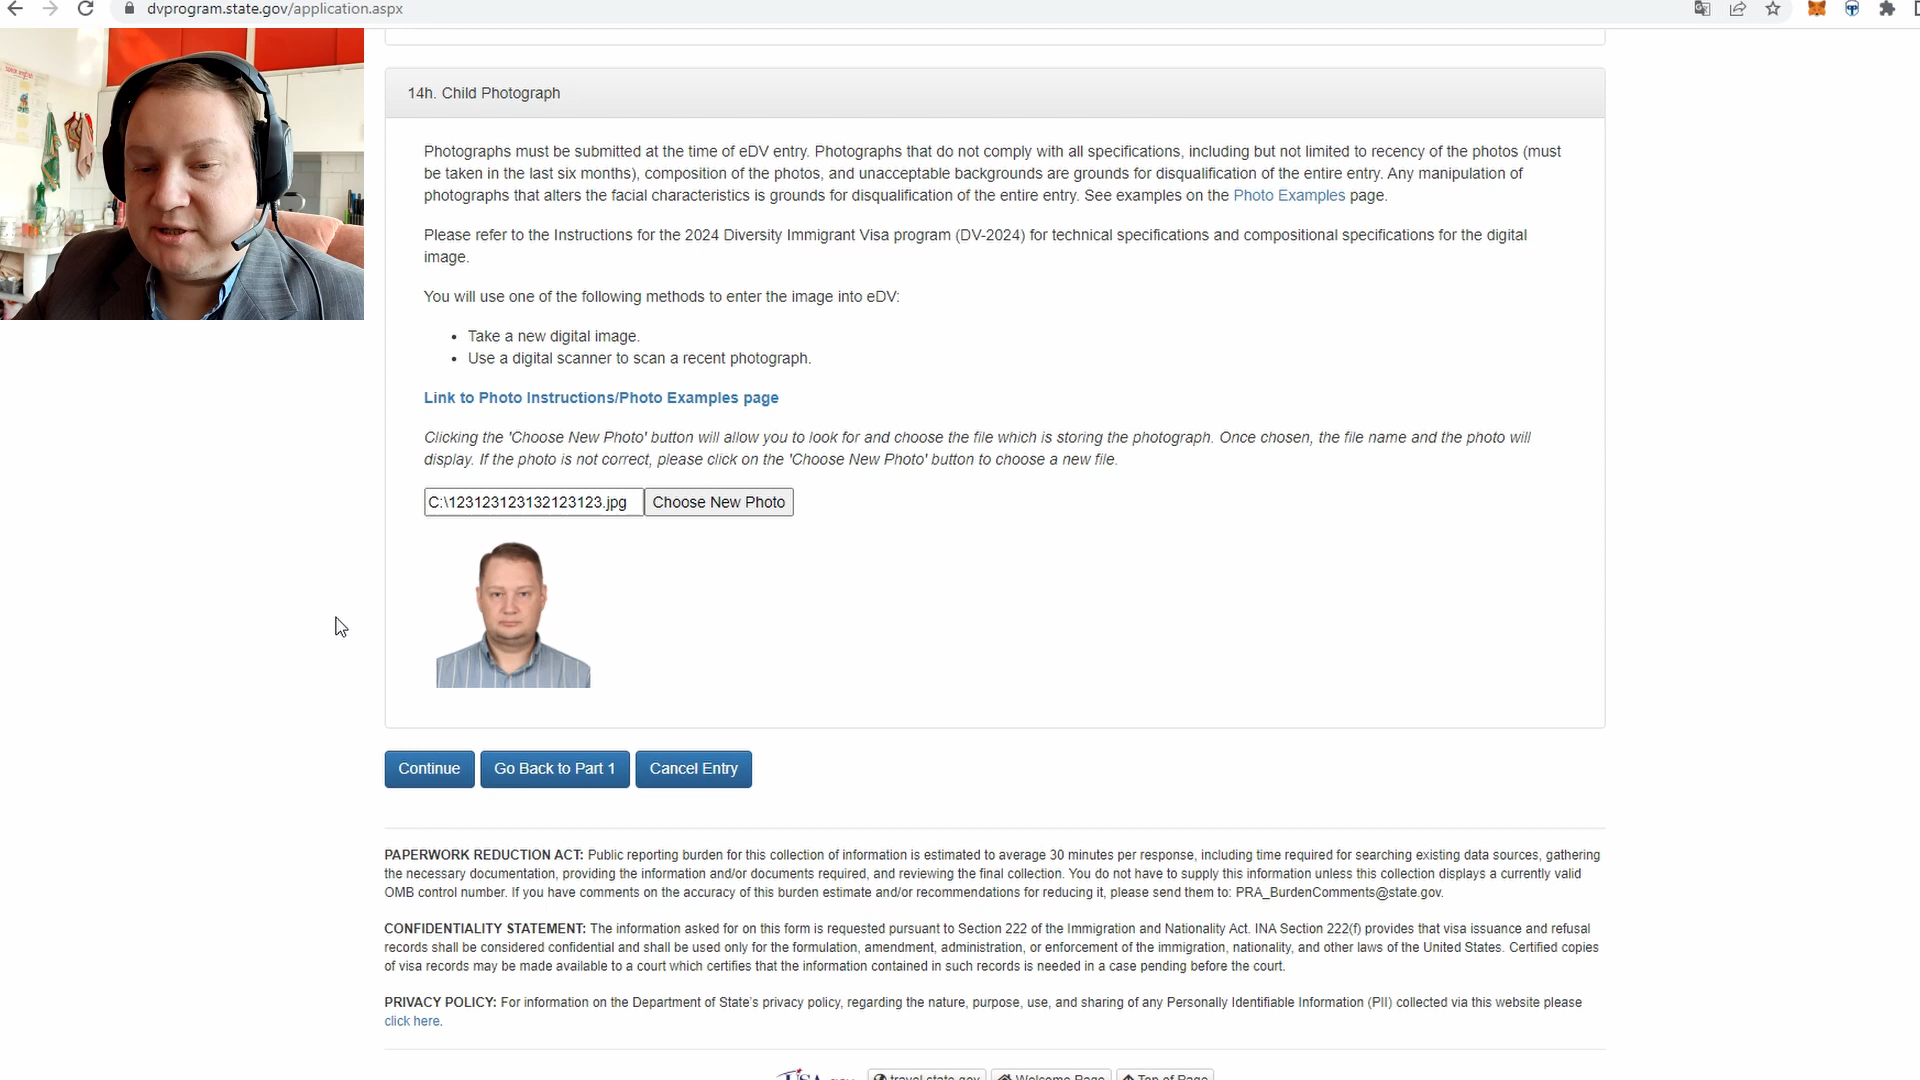 dvprogram.state.gov/application.aspx
14h. Child Photograph
Photographs must be submitted at the time of eDV entry. Photographs that do not comply with all specifications, including but not limited to recency of the photos (must
be taken in the last six months), composition of the photos, and unacceptable backgrounds are grounds for disqualification of the entire entry. Any manipulation of
photographs that alters the facial characteristics is grounds for disqualification of the entire entry. See examples on the Photo Examples page.
Please refer to the Instructions for the 2024 Diversity Immigrant Visa program (DV-2024) for technical specifications and compositional specifications for the digital
image.
You will use one of the following methods to enter the image into eDV:
• Take a new digital image.
• Use a digital scanner to scan a recent photograph.
Link to Photo Instructions/Photo Examples page
Clicking the 'Choose New Photo' button will allow you to look for and choose the file which is storing the photograph. Once chosen, the file name and the photo will
display. If the photo is not correct, please click on the 'Choose New Photo' button to choose a new file.
C:\123123123132123123.jpg Choose New Photo
Continue Go Back to Part 1 Cancel Entry
PAPERWORK REDUCTION ACT: Public reporting burden for this collection of information is estimated to average 30 minutes per response, including time required for searching existing data sources, gathering
the necessary documentation, providing the information and/or documents required, and reviewing the final collection. You do not have to supply this information unless this collection displays a currently valid
OMB control number. If you have comments on the accuracy of this burden estimate and/or recommendations for reducing it, please send them to: PRA_BurdenComments@state.gov.
CONFIDENTIALITY STATEMENT: The information asked for on this form is requested pursuant to Section 222 of the Immigration and Nationality Act. INA Section 222(f) provides that visa issuance and refusal
records shall be considered confidential and shall be used only for the formulation, amendment, administration, or enforcement of the immigration, nationality, and other laws of the United States. Certified copies
of visa records may be made available to a court which certifies that the information contained in such records is needed in a case pending before the court.
PRIVACY POLICY: For information on the Department of State's privacy policy, regarding the nature, purpose, use, and sharing of any Personally Identifiable Information (PII) collected via this website please
click here.
USA.gov travel.state.gov Welcome Page Top of Page